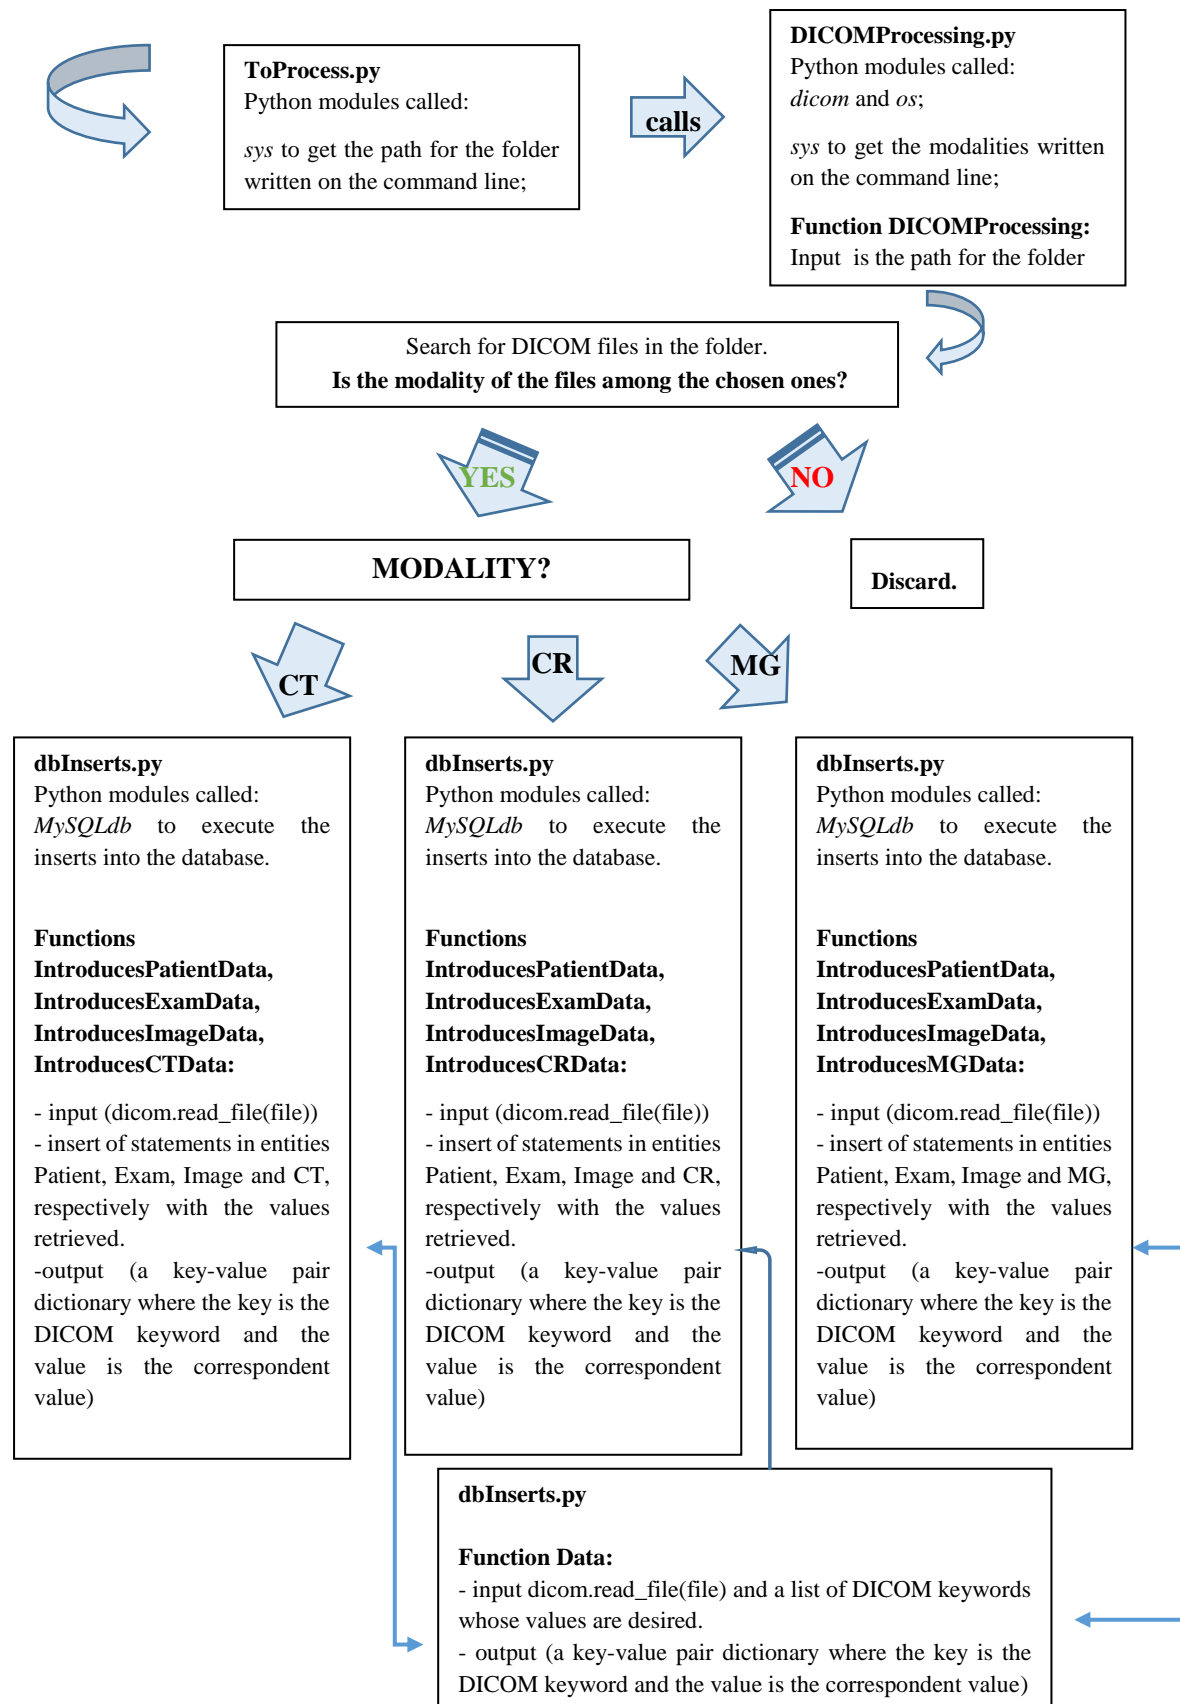 ToProcess.py
Python modules called:
sys to get the path for the folder
written on the command line;
calls
DICOMProcessing.py
Python modules called:
dicom and os;
sys to get the modalities written
on the command line;
Function DICOMProcessing:
Input is the path for the folder
Search for DICOM files in the folder.
Is the modality of the files among the chosen ones?
YES
NO
MODALITY?
Discard.
CT
CR
MG
dbInserts.py
Python modules called:
MySQLdb to execute the
inserts into the database.
Functions
IntroducesPatientData,
IntroducesExamData,
IntroducesImageData,
IntroducesCTData:
- input (dicom.read_file(file))
- insert of statements in entities
Patient, Exam, Image and CT,
respectively with the values
retrieved.
-output (a key-value pair
dictionary where the key is the
DICOM keyword and the
value is the correspondent
value)
dbInserts.py
Python modules called:
MySQLdb to execute the
inserts into the database.
Functions
IntroducesPatientData,
IntroducesExamData,
IntroducesImageData,
IntroducesCRData:
- input (dicom.read_file(file))
- insert of statements in entities
Patient, Exam, Image and CR,
respectively with the values
retrieved.
-output (a key-value pair
dictionary where the key is the
DICOM keyword and the
value is the correspondent
value)
dbInserts.py
Python modules called:
MySQLdb to execute the
inserts into the database.
Functions
IntroducesPatientData,
IntroducesExamData,
IntroducesImageData,
IntroducesMGData:
- input (dicom.read_file(file))
- insert of statements in entities
Patient, Exam, Image and MG,
respectively with the values
retrieved.
-output (a key-value pair
dictionary where the key is the
DICOM keyword and the
value is the correspondent
value)
dbInserts.py
Function Data:
- input dicom.read_file(file) and a list of DICOM keywords
whose values are desired.
- output (a key-value pair dictionary where the key is the
DICOM keyword and the value is the correspondent value)